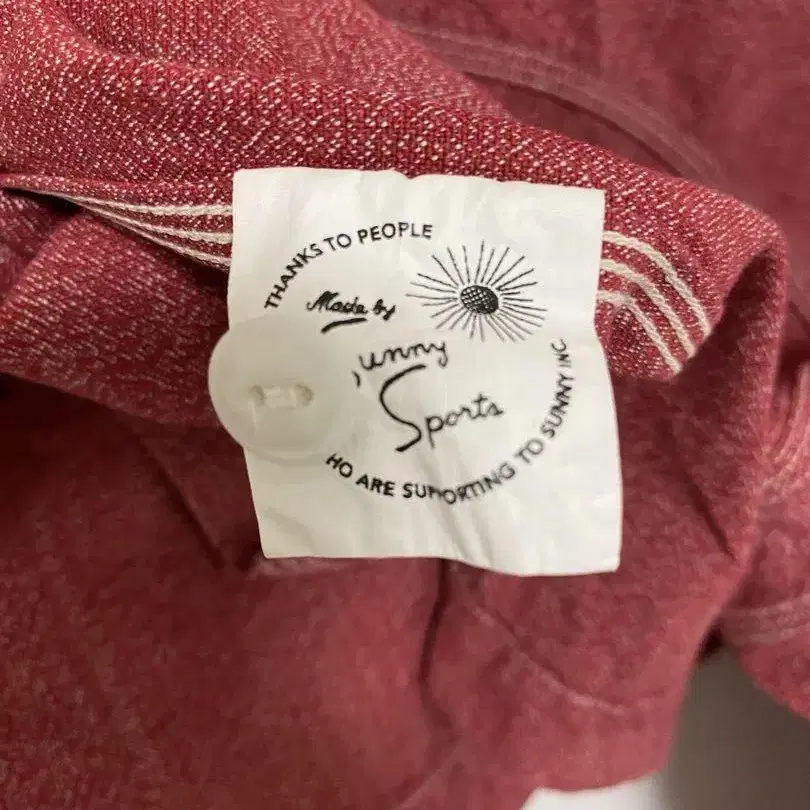 THANKS TO PEOPLE
Made by
unny
Sports
HO ARE SUPPORTING TO SUNNY INC